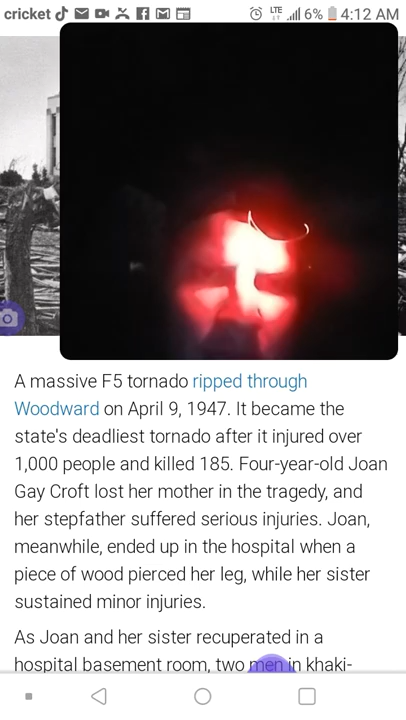 cricket LTE 6% 4:12 AM
A massive F5 tornado ripped through
Woodward on April 9, 1947. It became the
state's deadliest tornado after it injured over
1,000 people and killed 185. Four-year-old Joan
Gay Croft lost her mother in the tragedy, and
her stepfather suffered serious injuries. Joan,
meanwhile, ended up in the hospital when a
piece of wood pierced her leg, while her sister
sustained minor injuries.
As Joan and her sister recuperated in a
hospital basement room, two men in khaki-